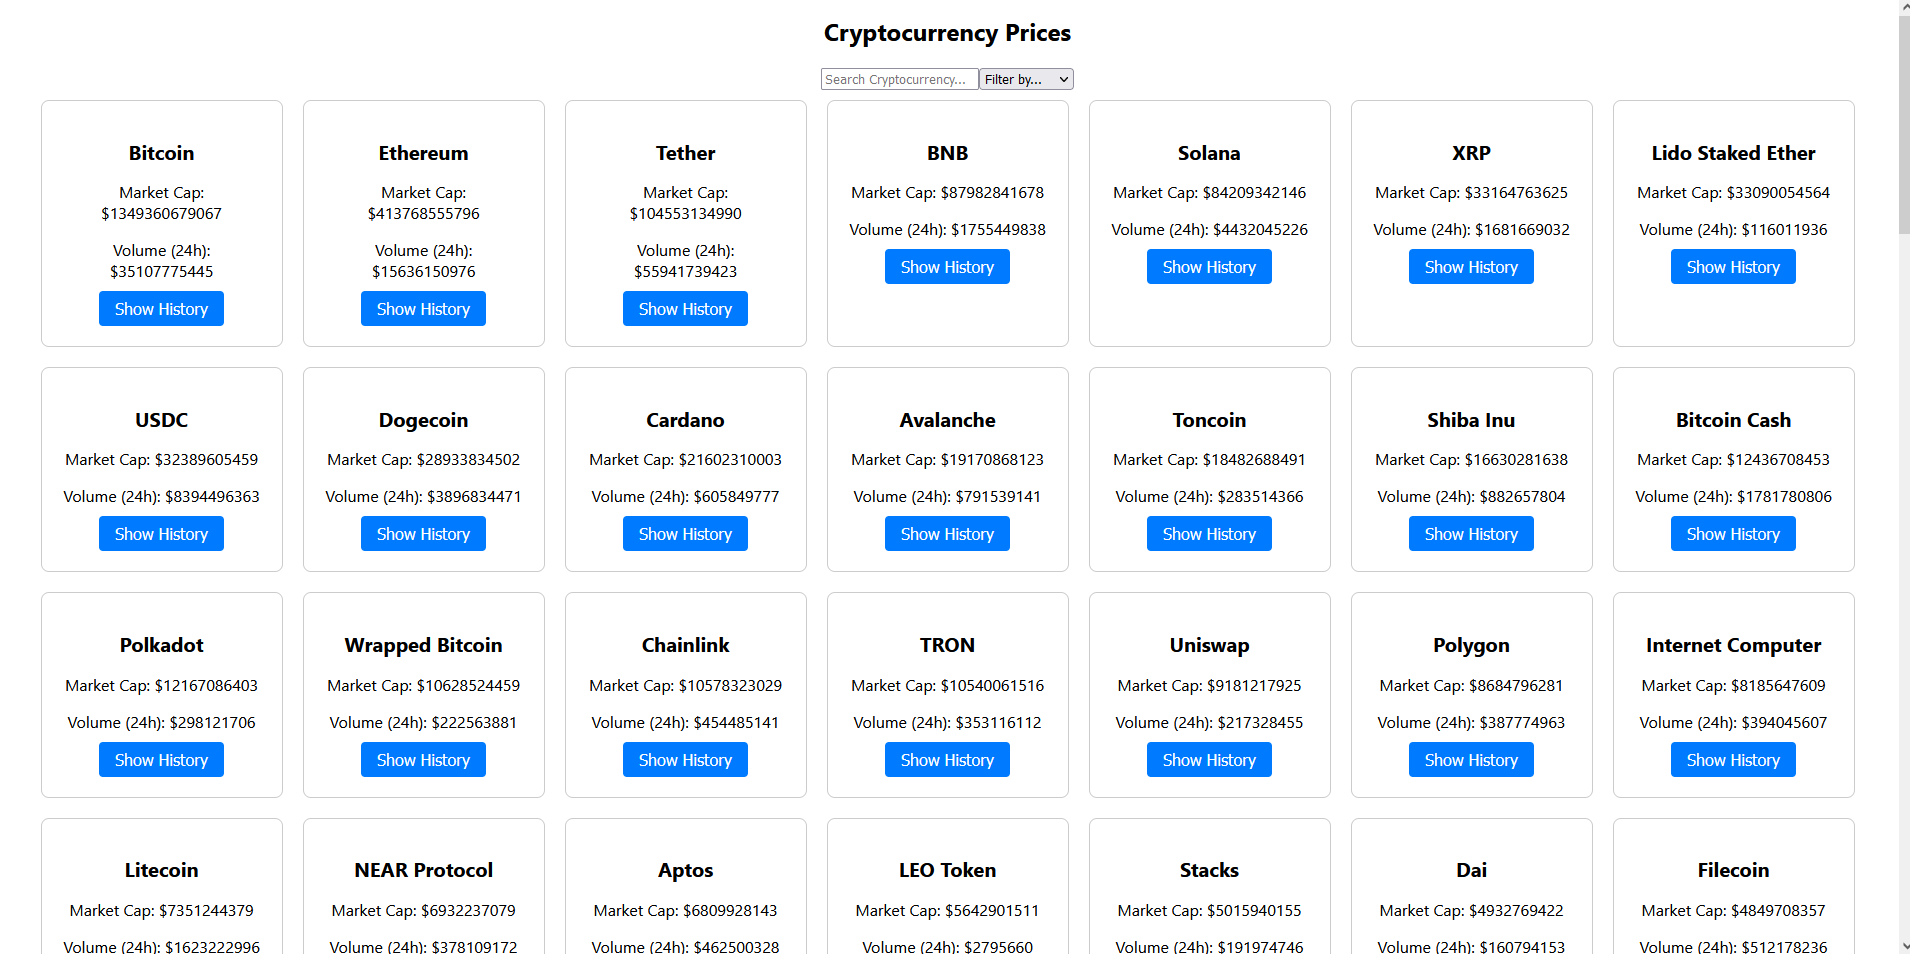 Cryptocurrency Prices
Search Cryptocurrency... Filter by...
Bitcoin
Market Cap:
$1349360679067
Volume (24h):
$35107775445
Show History
Ethereum
Market Cap:
$413768555796
Volume (24h):
$15636150976
Show History
Tether
Market Cap:
$104553134990
Volume (24h):
$55941739423
Show History
BNB
Market Cap: $87982841678
Volume (24h): $1755449838
Show History
Solana
Market Cap: $84209342146
Volume (24h): $4432045226
Show History
XRP
Market Cap: $33164763625
Volume (24h): $1681669032
Show History
Lido Staked Ether
Market Cap: $33090054564
Volume (24h): $116011936
Show History
USDC
Market Cap: $32389605459
Volume (24h): $8394496363
Show History
Dogecoin
Market Cap: $28933834502
Volume (24h): $3896834471
Show History
Cardano
Market Cap: $21602310003
Volume (24h): $605849777
Show History
Avalanche
Market Cap: $19170868123
Volume (24h): $791539141
Show History
Toncoin
Market Cap: $18482688491
Volume (24h): $283514366
Show History
Shiba Inu
Market Cap: $16630281638
Volume (24h): $882657804
Show History
Bitcoin Cash
Market Cap: $12436708453
Volume (24h): $1781780806
Show History
Polkadot
Market Cap: $12167086403
Volume (24h): $298121706
Show History
Wrapped Bitcoin
Market Cap: $10628524459
Volume (24h): $222563881
Show History
Chainlink
Market Cap: $10578323029
Volume (24h): $454485141
Show History
TRON
Market Cap: $10540061516
Volume (24h): $353116112
Show History
Uniswap
Market Cap: $9181217925
Volume (24h): $217328455
Show History
Polygon
Market Cap: $8684796281
Volume (24h): $387774963
Show History
Internet Computer
Market Cap: $8185647609
Volume (24h): $394045607
Show History
Litecoin
Market Cap: $7351244379
Volume (24h): $1623222996
NEAR Protocol
Market Cap: $6932237079
Volume (24h): $378109172
Aptos
Market Cap: $6809928143
Volume (24h): $462500328
LEO Token
Market Cap: $5642901511
Volume (24h): $2795660
Stacks
Market Cap: $5015940155
Volume (24h): $191974746
Dai
Market Cap: $4932769422
Volume (24h): $160794153
Filecoin
Market Cap: $4849708357
Volume (24h): $512178236